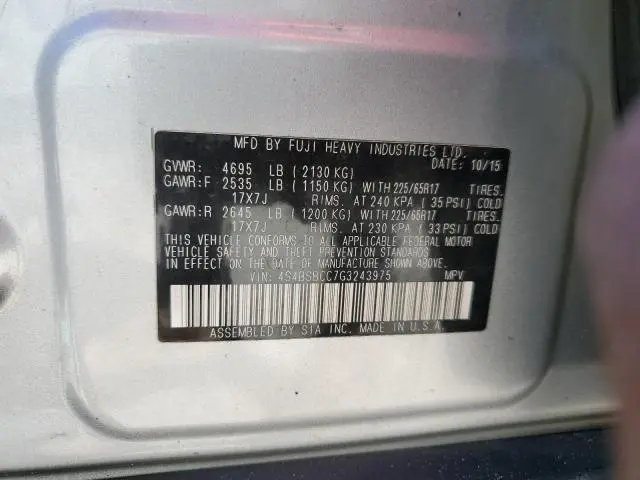 MFD BY FUJI HEAVY INDUSTRIES LTD.
DATE: 10/15
GVWR: 4695 LB ( 2130 KG)
GAWR:F 2535 LB ( 1150 KG) WITH 225/65R17 TIRES.
17X7J RIMS. AT 240 KPA ( 35 PSI) COLD
GAWR:R 2645 LB ( 1200 KG) WITH 225/65R17 TIRES.
17X7J RIMS. AT 230 KPA ( 33 PSI) COLD
THIS VEHICLE CONFORMS TO ALL APPLICABLE FEDERAL MOTOR
VEHICLE SAFETY AND THEFT PREVENTION STANDARDS
IN EFFECT ON THE DATE OF MANUFACTURE SHOWN ABOVE.
VIN: 4S4BSBCC7G3243975 MPV
ASSEMBLED BY SIA INC. MADE IN U.S.A.